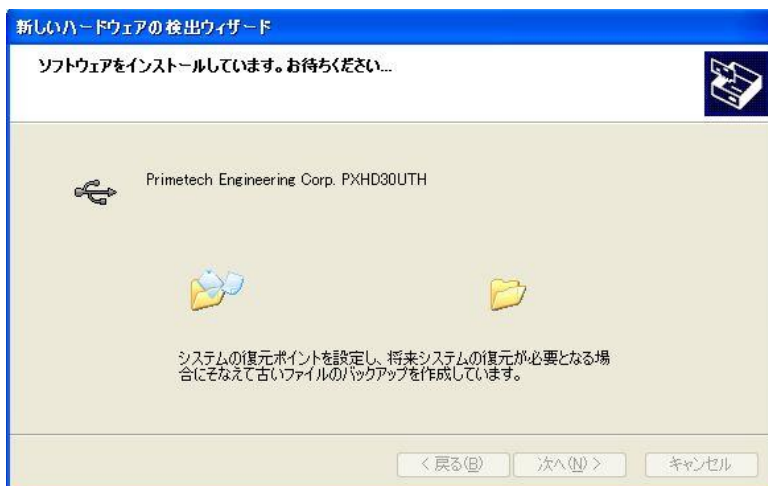 新しいハードウェアの検出ウィザード
ソフトウェアをインストールしています。お待ちください...
Primetech Engineering Corp. PXHD30UTH
システムの復元ポイントを設定し、将来システムの復元が必要となる場
合にそなえて古いファイルのバックアップを作成しています。
< 戻る(B) 次へ(N) > キャンセル